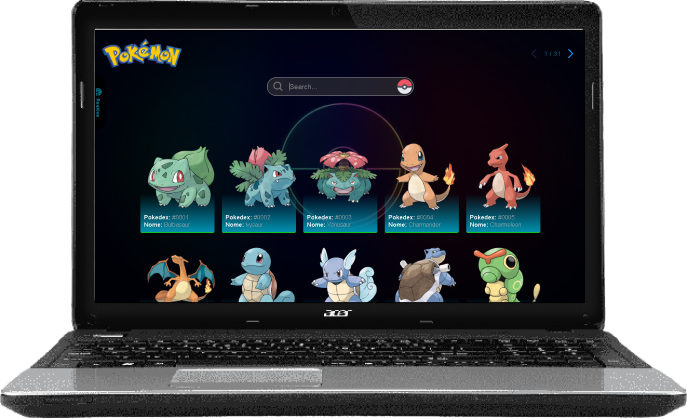 POKéMON
1 / 31
Search...
Pokedex: #0001
Nome: Bulbasaur
Pokedex: #0002
Nome: Ivysaur
Pokedex: #0003
Nome: Venusaur
Pokedex: #0004
Nome: Charmander
Pokedex: #0005
Nome: Charmeleon
acer